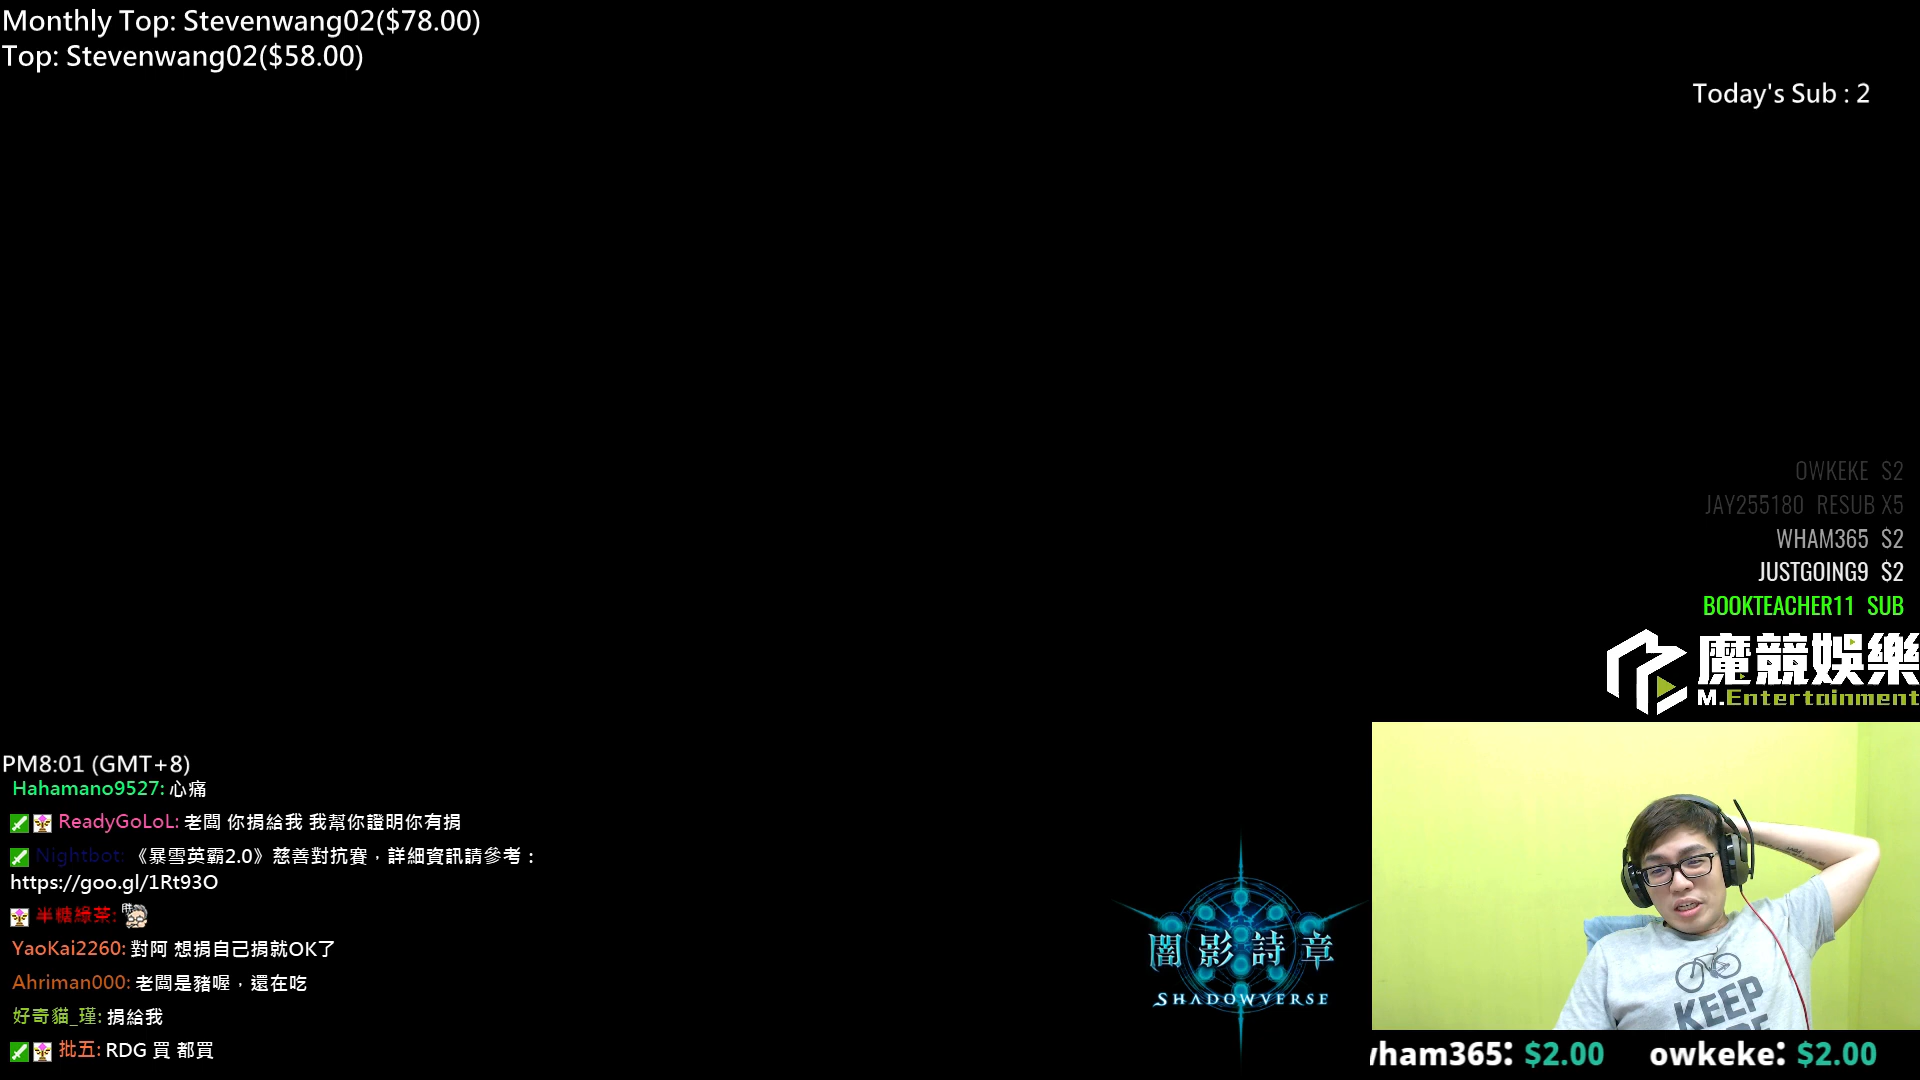 Monthly Top: Stevenwang02($78.00)
Top: Stevenwang02($58.00)
Today's Sub : 2
OWKEKE $2
JAY255180 RESUB X5
WHAM365 $2
JUSTGOING9 $2
BOOKTEACHER11 SUB
魔競娛樂
M.Entertainment
PM8:01 (GMT+8)
Hahamano9527: 心痛
ReadyGoLoL: 老闆 你捐給我 我幫你證明你有捐
Nightbot: 《暴雪英霸2.0》慈善對抗賽，詳細資訊請參考：
https://goo.gl/1Rt93O
半糖綠茶:
YaoKai2260: 對阿 想捐自己捐就OK了
Ahriman000: 老闆是豬喔，還在吃
好奇貓_瑾: 捐給我
批五: RDG 買 都買
闇影詩章
SHADOWVERSE
KEEP
wham365: $2.00 owkeke: $2.00